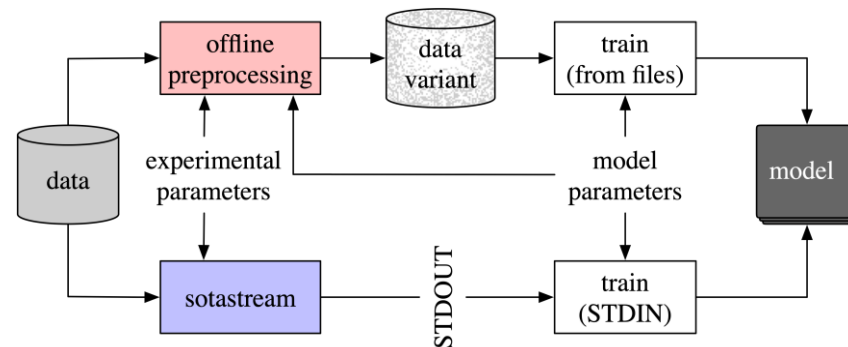 offline
preprocessing
data
variant
train
(from files)
data
experimental
parameters
model
parameters
model
sotastream
STDOUT
train
(STDIN)